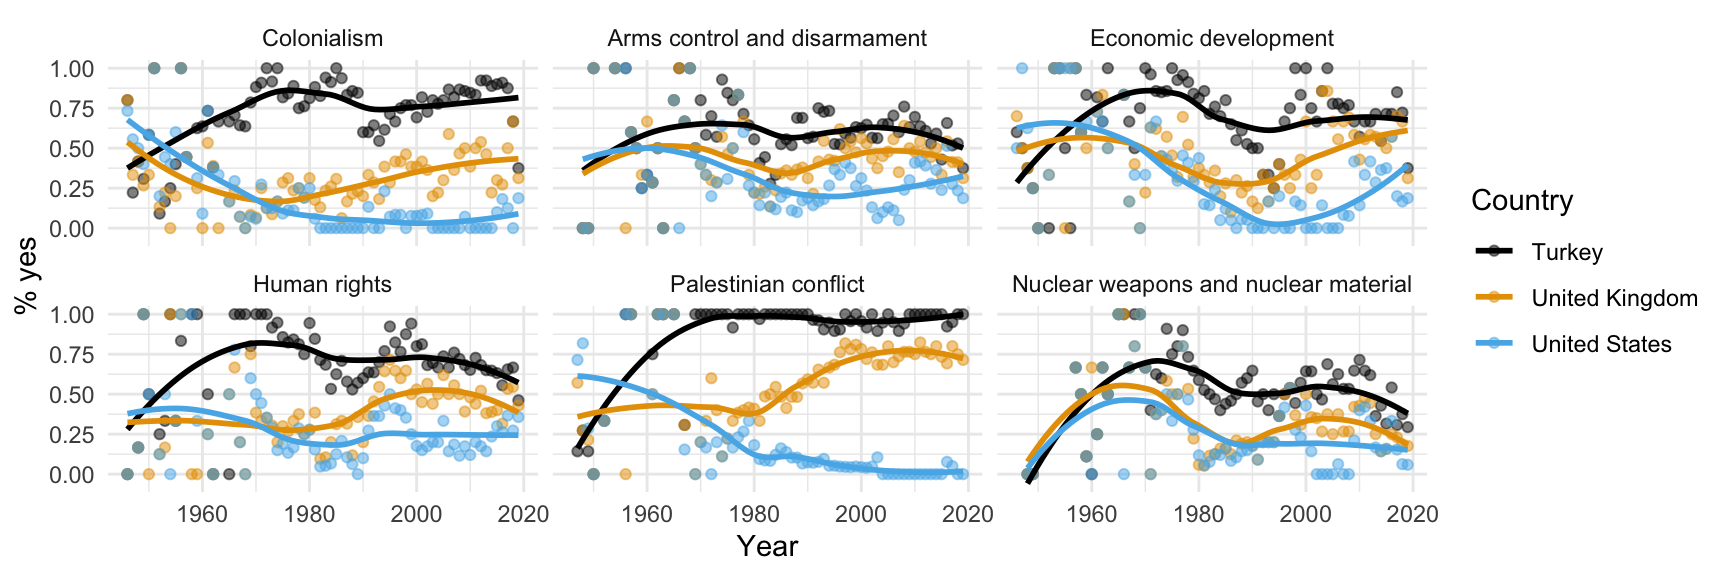 Colonialism
Arms control and disarmament
Economic development
1.00
0.75
0.50
0.25
0.00
Human rights
Palestinian conflict
Nuclear weapons and nuclear material
1.00
0.75
0.50
0.25
0.00
1960
1980
2000
2020
1960
1980
2000
2020
1960
1980
2000
2020
Year
% yes
Country
Turkey
United Kingdom
United States